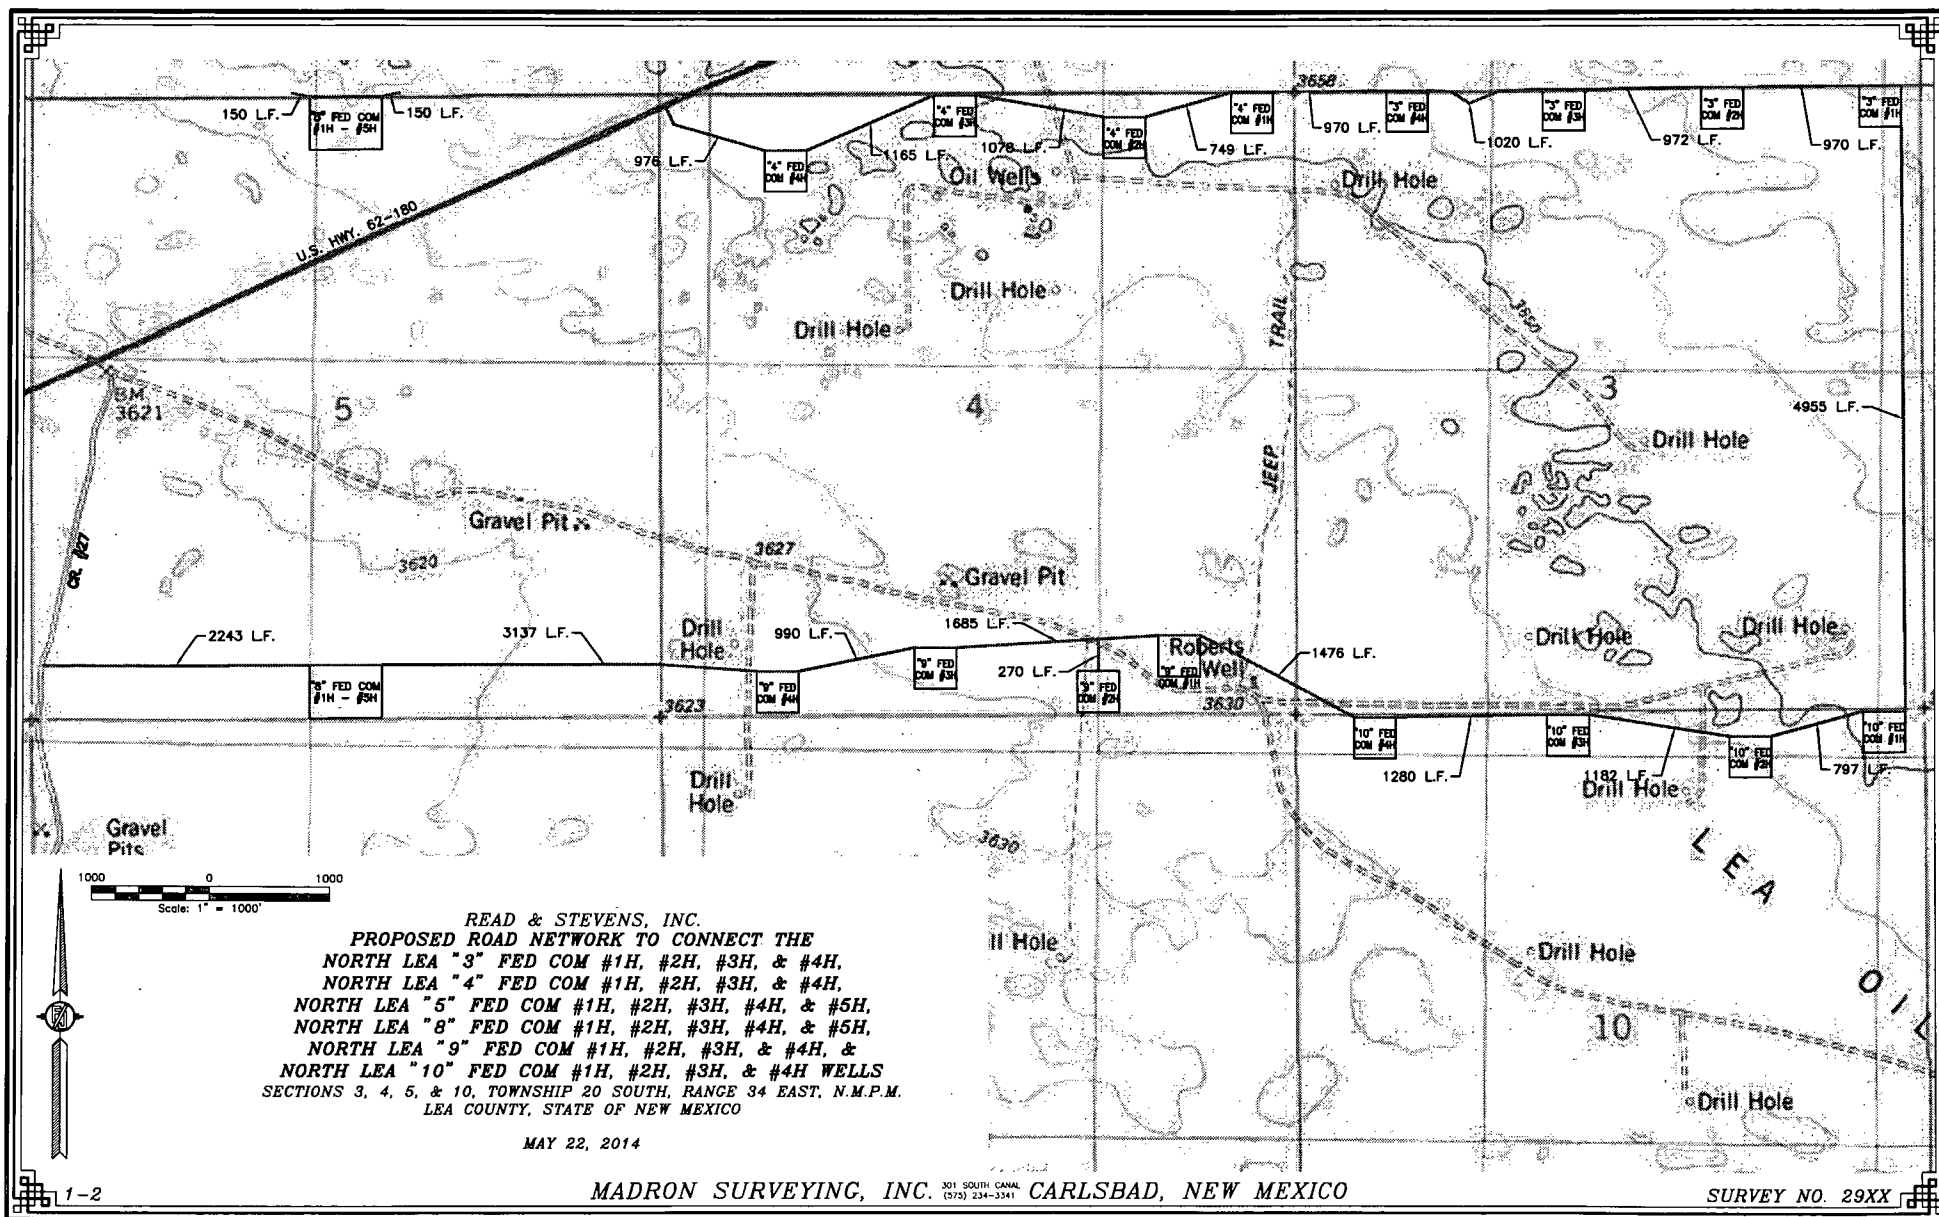 3658
150 L.F.
"8" FED COM
#1H - #5H
150 L.F.
976 L.F.
"4" FED
COM #4H
1165 L.F.
"4" FED
COM #3H
1078 L.F.
"4" FED
COM #2H
749 L.F.
"4" FED
COM #1H
970 L.F.
"3" FED
COM #4H
1020 L.F.
"3" FED
COM #3H
972 L.F.
"3" FED
COM #2H
970 L.F.
"3" FED
COM #1H
U.S. HWY. 62-180
Oil Wells
Drill Hole
Drill Hole
Drill Hole
JEEP TRAIL
3650
BM
3621
5
4
3
4955 L.F.
Drill Hole
Gravel Pit
3620
3627
Gravel Pit
CR. #27
2243 L.F.
3137 L.F.
Drill
Hole
990 L.F.
1685 L.F.
Roberts
Well
1476 L.F.
Drill Hole
Drill Hole
"8" FED COM
#1H - #5H
"9" FED
COM #4H
"9" FED
COM #3H
270 L.F.
"9" FED
COM #2H
"9" FED
COM #1H
3623
3630
"10" FED
COM #4H
1280 L.F.
"10" FED
COM #3H
1182 L.F.
"10" FED
COM #2H
797 L.F.
"10" FED
COM #1H
Drill
Hole
Drill Hole
Gravel
Pits
3630
LEA
OIL
ll Hole
Drill Hole
10
Drill Hole
1000 0 1000
Scale: 1" = 1000'
READ & STEVENS, INC.
PROPOSED ROAD NETWORK TO CONNECT THE
NORTH LEA "3" FED COM #1H, #2H, #3H, & #4H,
NORTH LEA "4" FED COM #1H, #2H, #3H, & #4H,
NORTH LEA "5" FED COM #1H, #2H, #3H, #4H, & #5H,
NORTH LEA "8" FED COM #1H, #2H, #3H, #4H, & #5H,
NORTH LEA "9" FED COM #1H, #2H, #3H, & #4H, &
NORTH LEA "10" FED COM #1H, #2H, #3H, & #4H WELLS
SECTIONS 3, 4, 5, & 10, TOWNSHIP 20 SOUTH, RANGE 34 EAST, N.M.P.M.
LEA COUNTY, STATE OF NEW MEXICO
MAY 22, 2014
1-2
MADRON SURVEYING, INC. 301 SOUTH CANAL (575) 234-3341 CARLSBAD, NEW MEXICO
SURVEY NO. 29XX